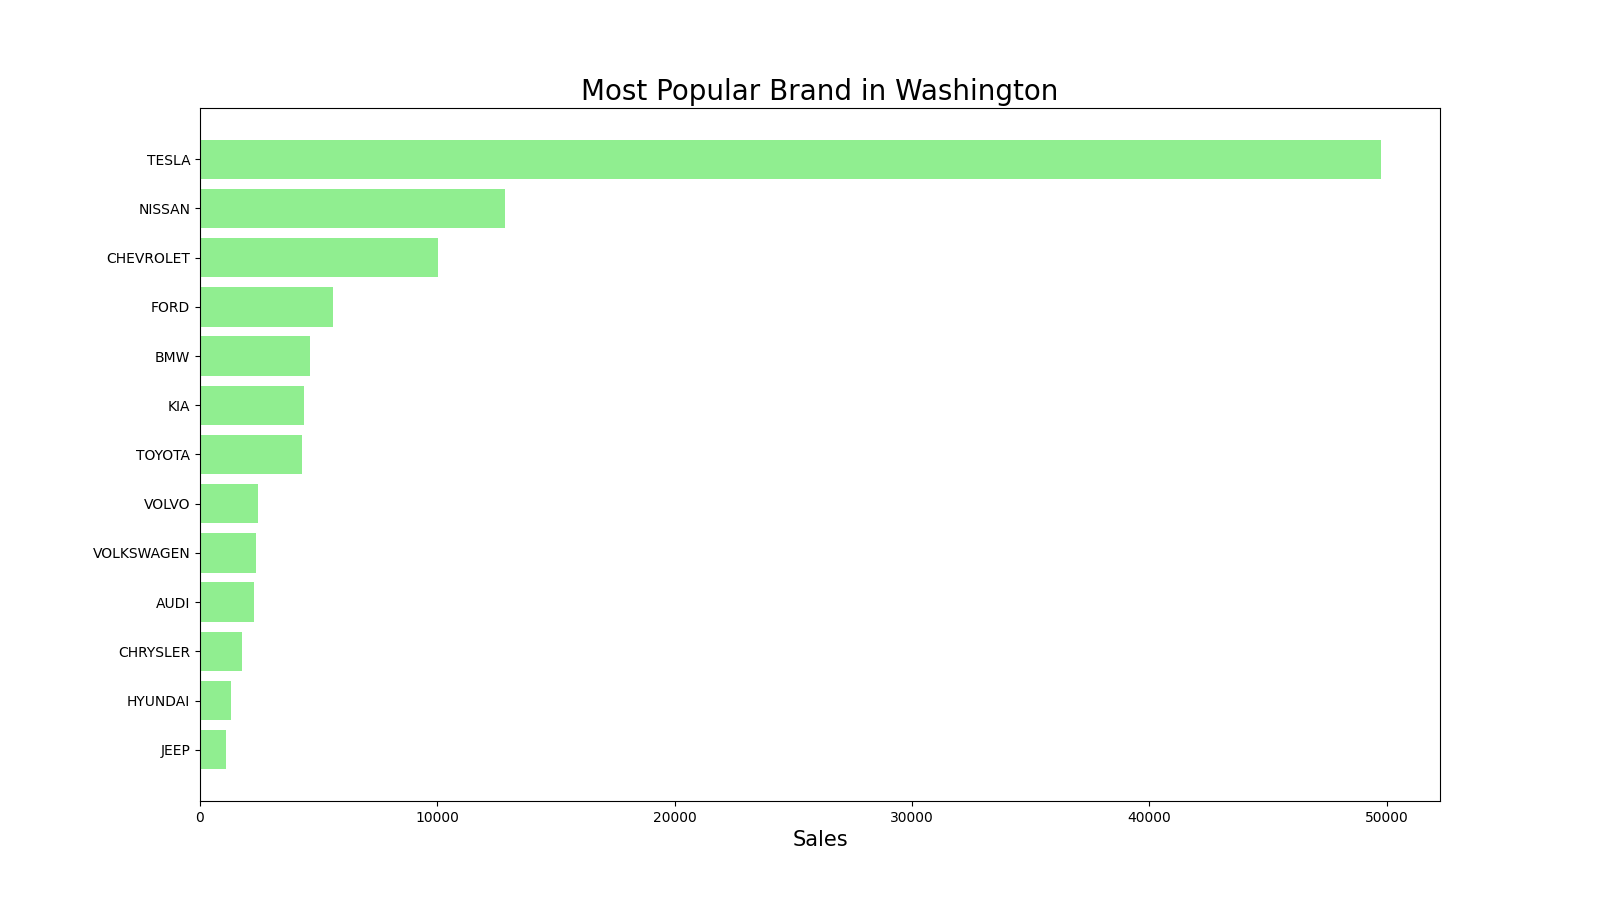 Most Popular Brand in Washington
TESLA
NISSAN
CHEVROLET
FORD
BMW
KIA
TOYOTA
VOLVO
VOLKSWAGEN
AUDI
CHRYSLER
HYUNDAI
JEEP
0 10000 20000 30000 40000 50000
Sales